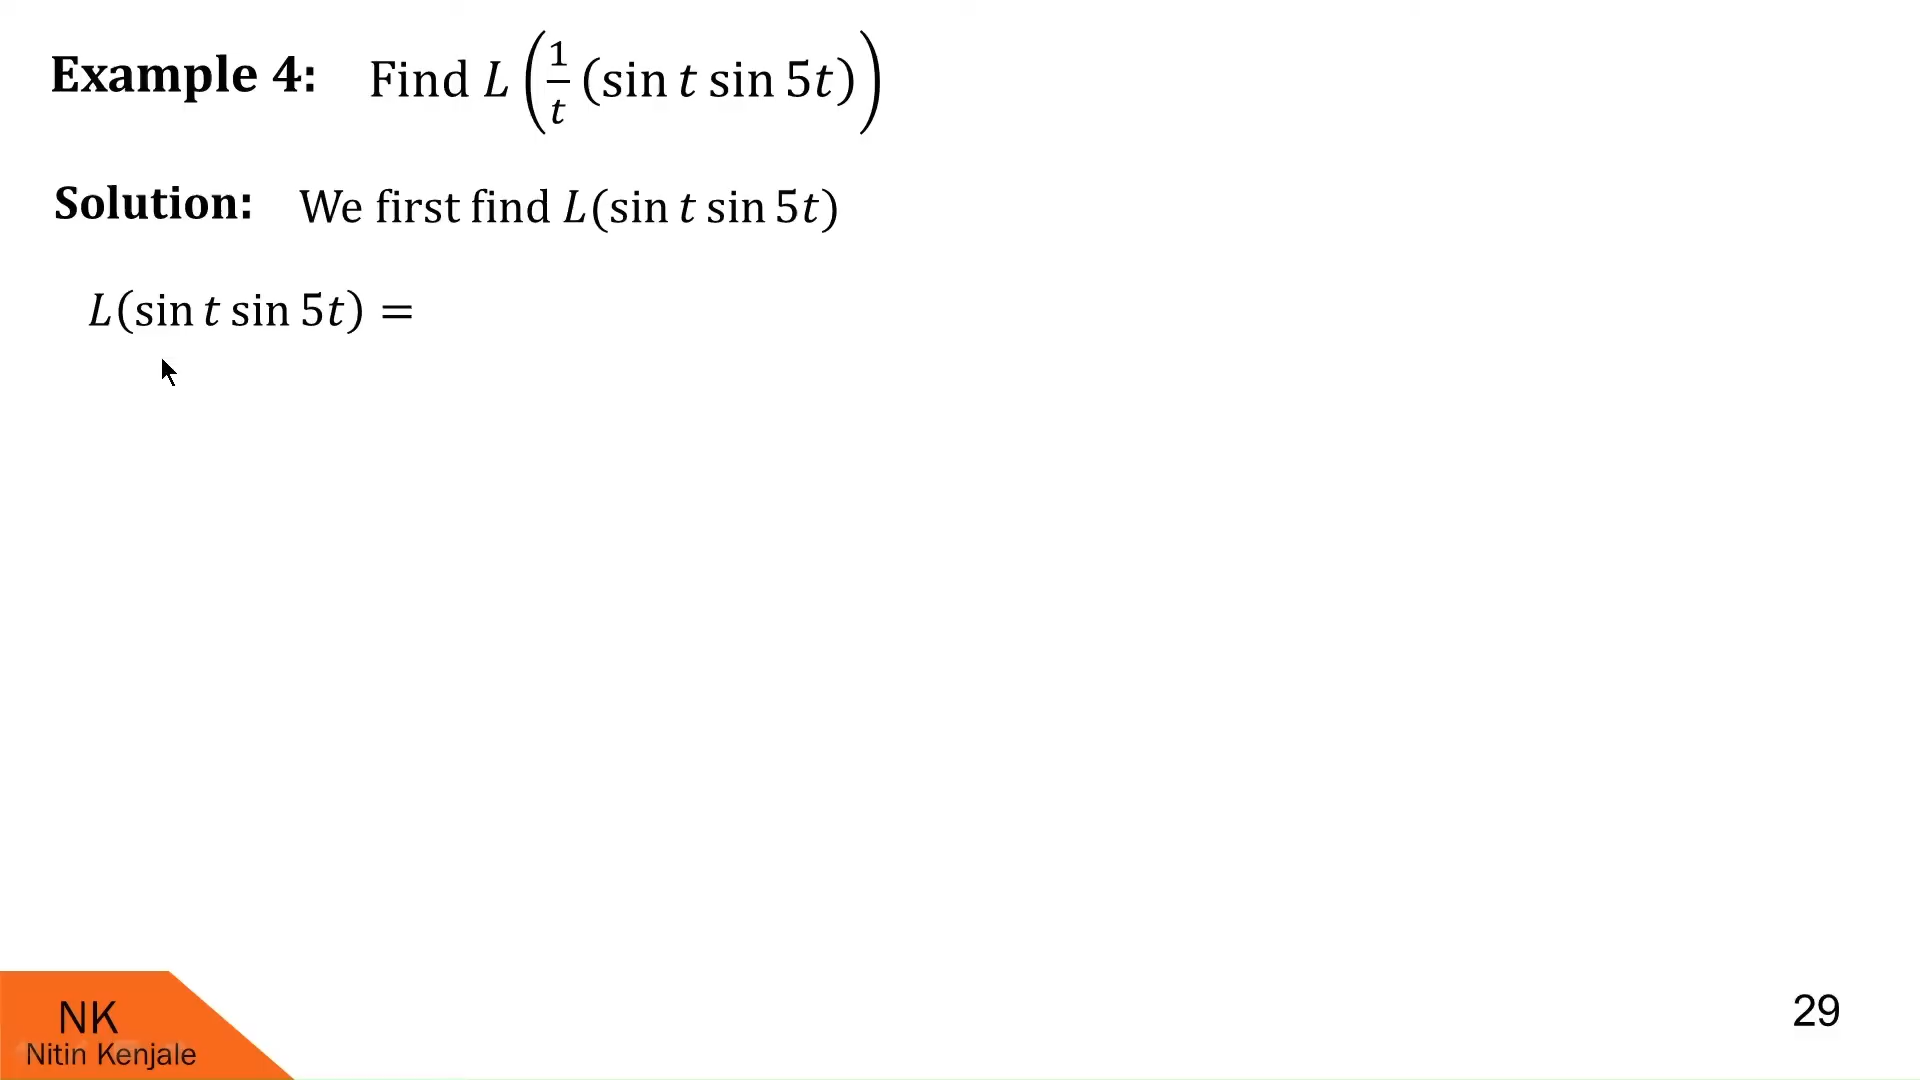 Example 4: Find L(1/t (sin t sin 5t))
Solution: We first find L(sin t sin 5t)
L(sin t sin 5t) =
NK
Nitin Kenjale
29